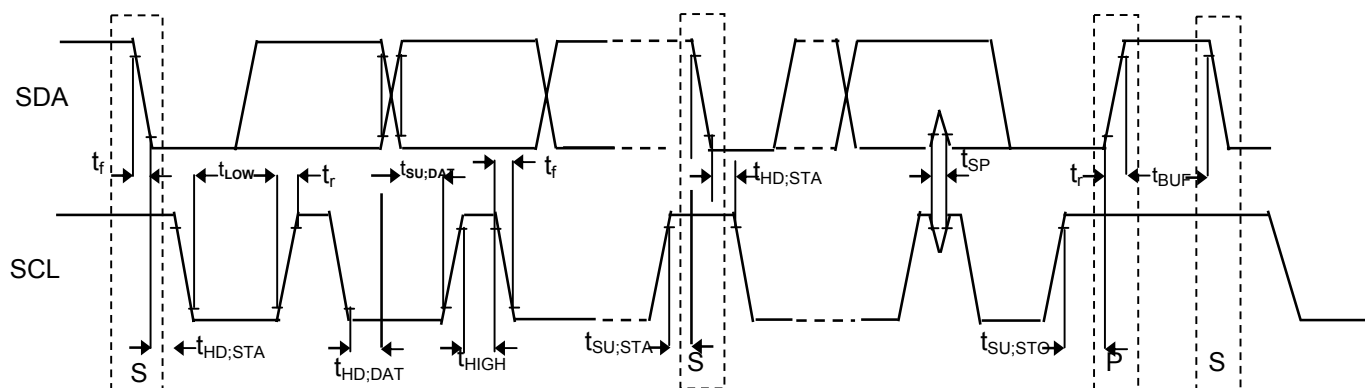 SDA
t_f
t_LOW
t_r
t_SU;DAT
t_f
t_HD;STA
t_SP
t_r
t_BUF
SCL
t_HD;STA
t_HD;DAT
t_HIGH
t_SU;STA
t_SU;STO
S
S
P
S